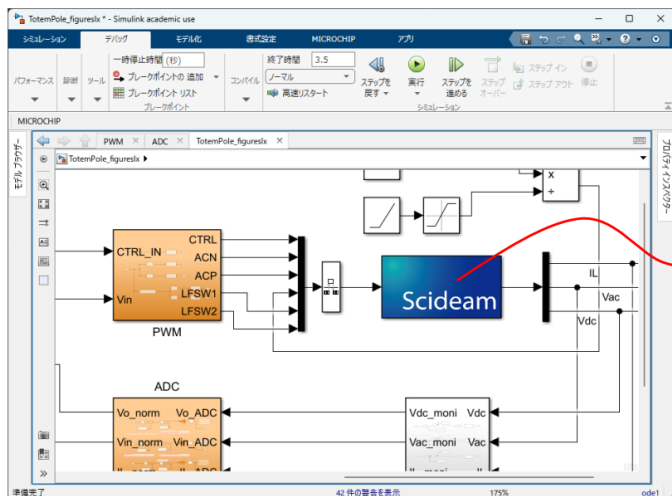 TotemPole_figureslx * - Simulink academic use
シミュレーション デバッグ モデル化 書式設定 MICROCHIP アプリ
一時停止時間 (秒) 終了時間 3.5
パフォーマンス 診断 ツール ブレークポイントの 追加 コンパイル ノーマル ステップを 戻す 実行 ステップを 進める ステップ オーバー ステップ イン 停止
ブレークポイント リスト 高速リスタート ステップ アウト
ブレークポイント シミュレーション
MICROCHIP
モデル ブラウザー
プロパティ インスペクター
PWM ADC TotemPole_figureslx
TotemPole_figureslx
x
÷
CTRL_IN CTRL
ACN
ACP
Vin LFSW1
LFSW2
PWM
Scideam
IL
Vac
Vdc
ADC
Vo_norm Vo_ADC Vdc_moni Vdc
Vin_norm Vin_ADC Vac_moni Vac
準備完了 42 件の警告を表示 175% ode1